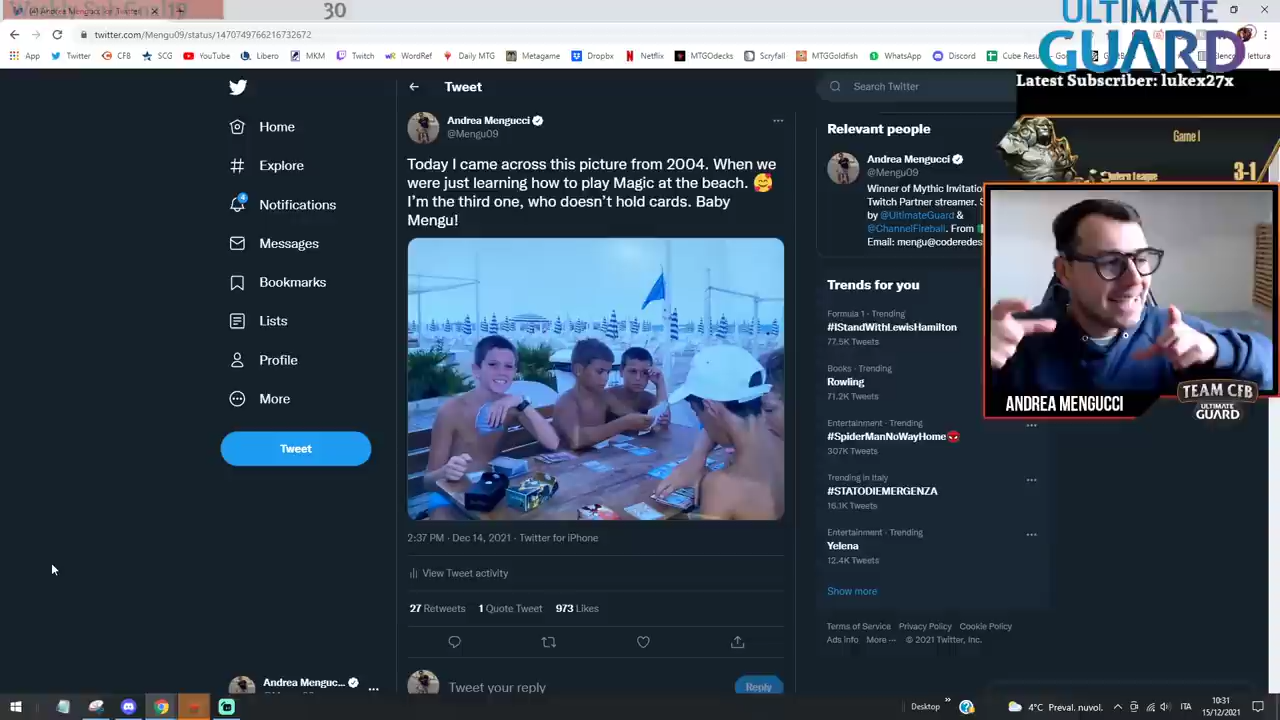 30
ULTIMATE
GUARD
twitter.com/Mengu09/status/1470749766216732672
App
Twitter
CFB
SCG
YouTube
Libero
MKM
Twitch
WordRef
Daily MTG
Metagame
Dropbx
Netflix
MTGOdecks
Scryfall
MTGGoldfish
WhatsApp
Discord
Latest Subscriber: lukex27x
Game 1
3-1
Tweet
Search Twitter
Andrea Mengucci
@Mengu09
Home
Explore
4
Notifications
Messages
Bookmarks
Lists
Profile
More
Tweet
Today I came across this picture from 2004. When we
were just learning how to play Magic at the beach. 🥰
I'm the third one, who doesn't hold cards. Baby
Mengu!
2:37 PM · Dec 14, 2021 · Twitter for iPhone
View Tweet activity
27 Retweets 1 Quote Tweet 973 Likes
Tweet your reply
Reply
Andrea Menguc...
Relevant people
Andrea Mengucci
@Mengu09
Winner of Mythic Invitatio
Twitch Partner streamer. S
by @UltimateGuard &
@ChannelFireball. From
Email: mengu@coderedes
ANDREA MENGUCCI
TEAM CFB
ULTIMATE
GUARD
Trends for you
Formula 1 · Trending
#IStandWithLewisHamilton
77.5K Tweets
Books · Trending
Rowling
71.2K Tweets
Entertainment · Trending
#SpiderManNoWayHome
307K Tweets
Trending in Italy
#STATODIEMERGENZA
16.1K Tweets
Entertainment · Trending
Yelena
12.4K Tweets
Show more
Terms of Service Privacy Policy Cookie Policy
Ads info More ··· © 2021 Twitter, Inc.
Desktop
4°C Preval. nuvol.
ITA
10:31
15/12/2021